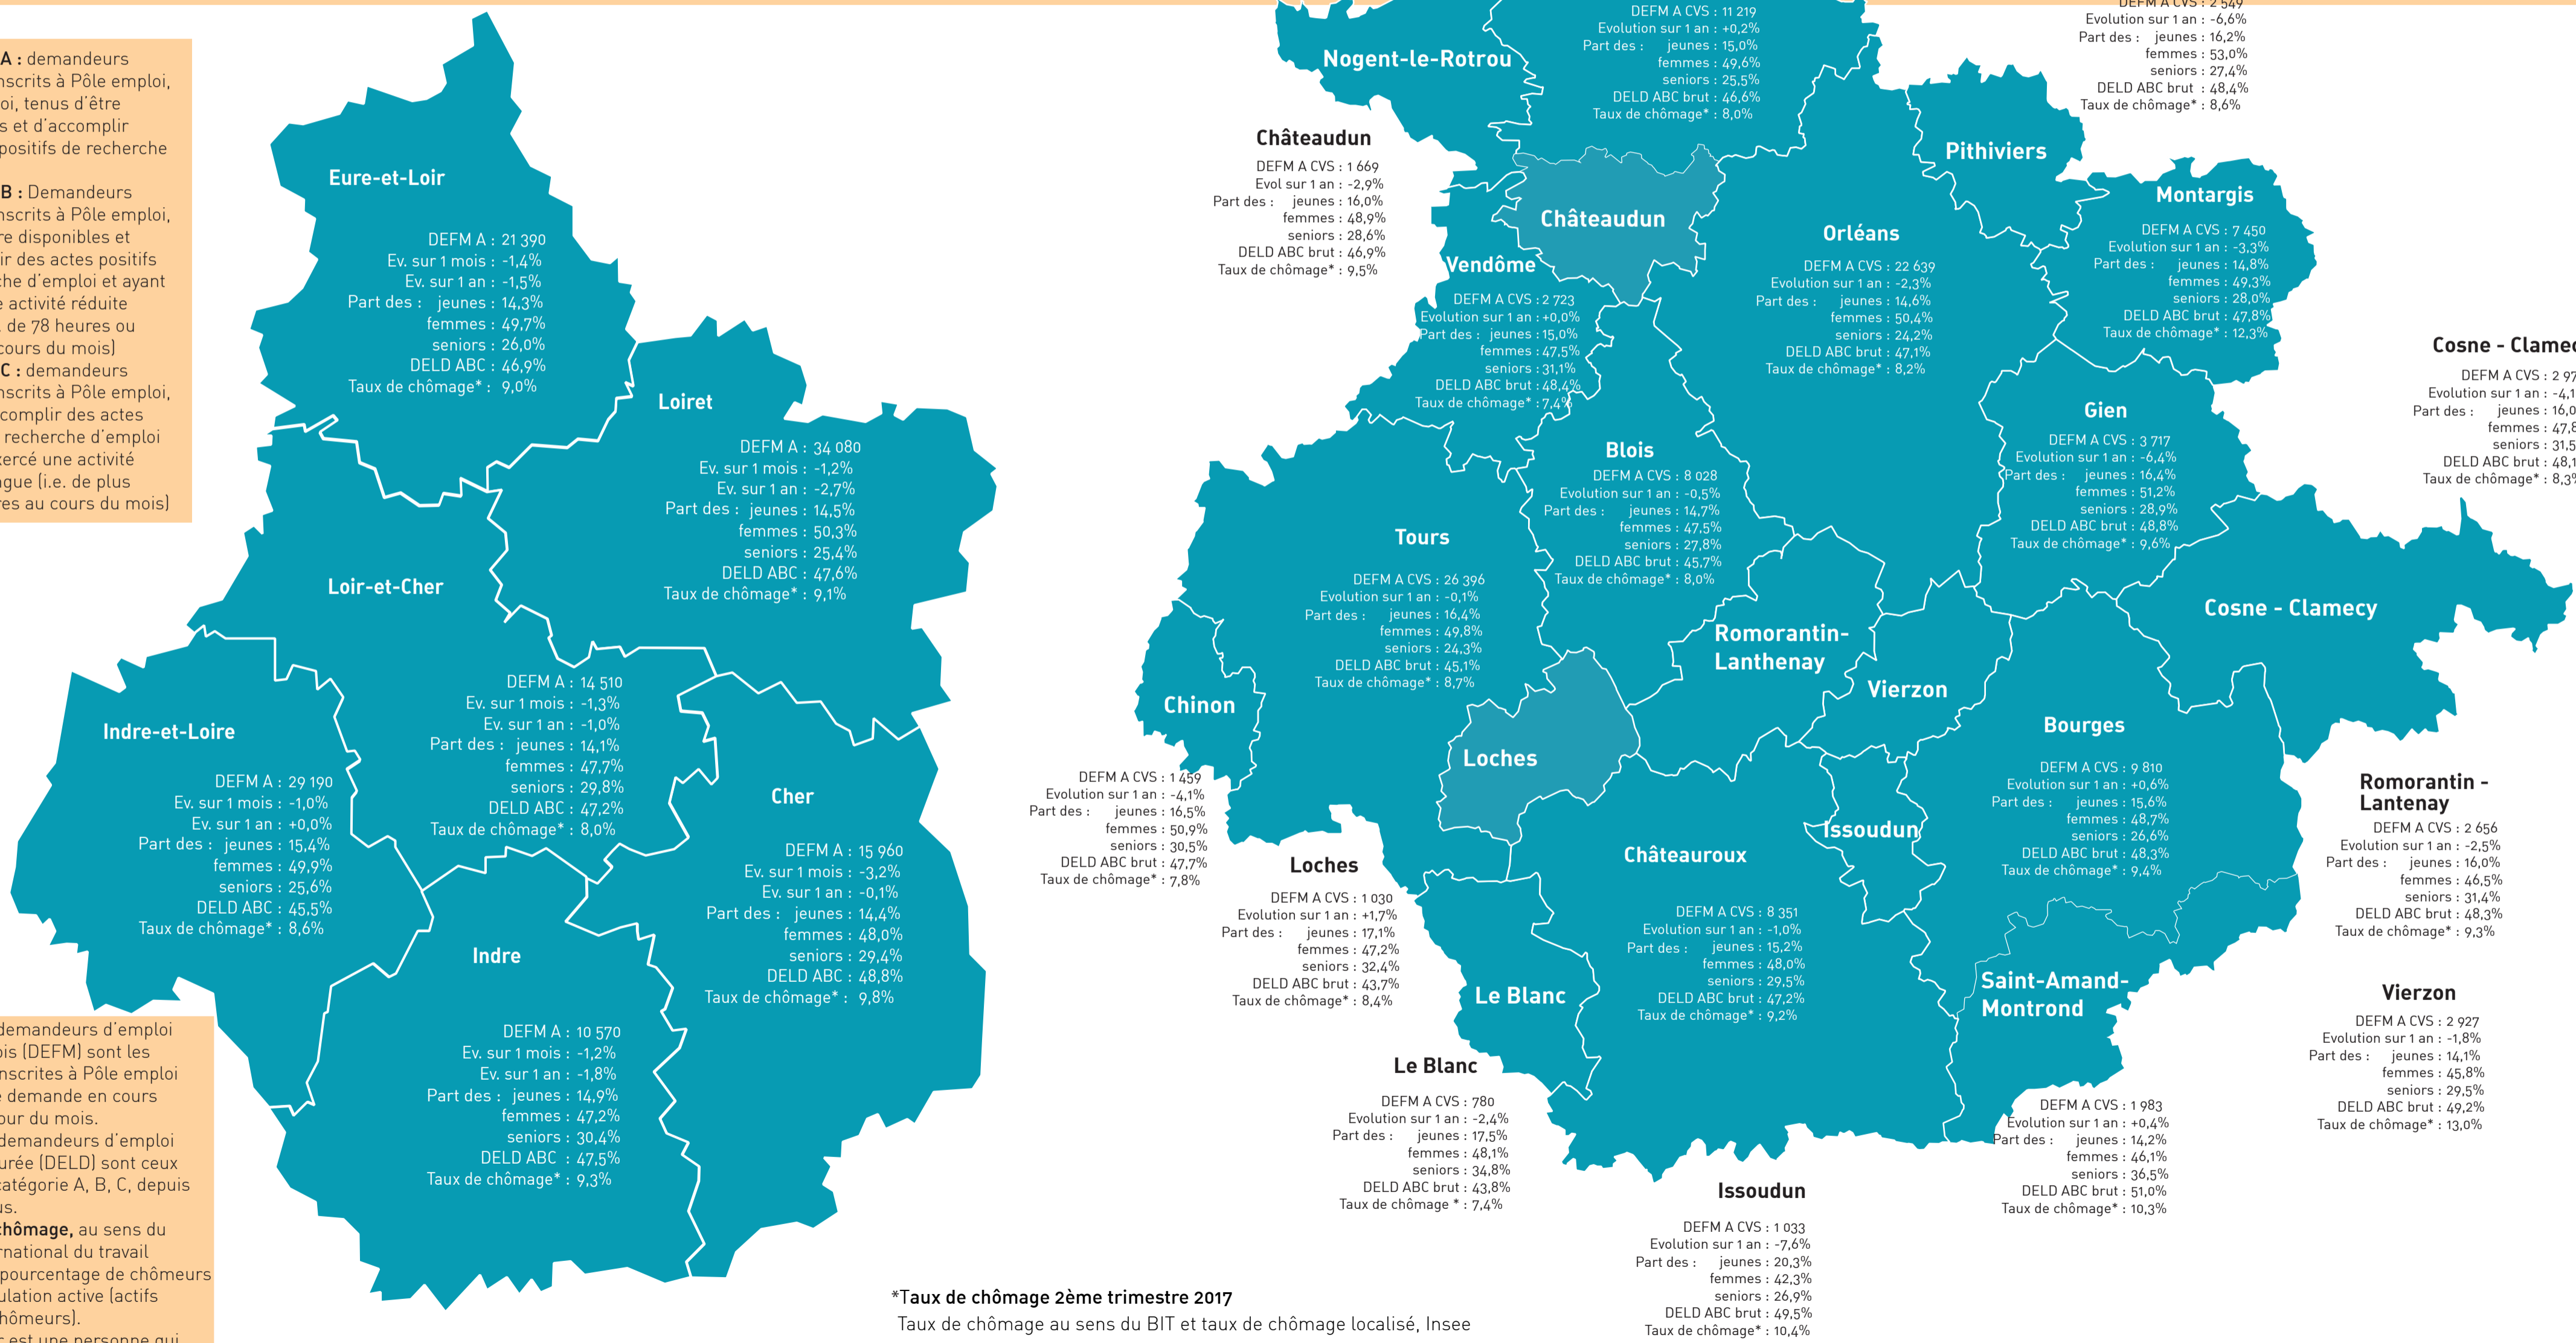 A : demandeurs
nscrits à Pôle emploi,
oi, tenus d'être
s et d'accomplir
positifs de recherche
B : Demandeurs
nscrits à Pôle emploi,
re disponibles et
ir des actes positifs
che d'emploi et ayant
e activité réduite
. de 78 heures ou
cours du mois)
C : demandeurs
nscrits à Pôle emploi,
complir des actes
recherche d'emploi
xercé une activité
gue (i.e. de plus
res au cours du mois)
Eure-et-Loir
DEFM A : 21 390
Ev. sur 1 mois : -1,4%
Ev. sur 1 an : -1,5%
Part des : jeunes : 14,3%
femmes : 49,7%
seniors : 26,0%
DELD ABC : 46,9%
Taux de chômage* : 9,0%
Loiret
DEFM A : 34 080
Ev. sur 1 mois : -1,2%
Ev. sur 1 an : -2,7%
Part des : jeunes : 14,5%
femmes : 50,3%
seniors : 25,4%
DELD ABC : 47,6%
Taux de chômage* : 9,1%
Loir-et-Cher
DEFM A : 14 510
Ev. sur 1 mois : -1,3%
Ev. sur 1 an : -1,0%
Part des : jeunes : 14,1%
femmes : 47,7%
seniors : 29,8%
DELD ABC : 47,2%
Taux de chômage* : 8,0%
Indre-et-Loire
DEFM A : 29 190
Ev. sur 1 mois : -1,0%
Ev. sur 1 an : +0,0%
Part des : jeunes : 15,4%
femmes : 49,9%
seniors : 25,6%
DELD ABC : 45,5%
Taux de chômage* : 8,6%
Cher
DEFM A : 15 960
Ev. sur 1 mois : -3,2%
Ev. sur 1 an : -0,1%
Part des : jeunes : 14,4%
femmes : 48,0%
seniors : 29,4%
DELD ABC : 48,8%
Taux de chômage* : 9,8%
Indre
DEFM A : 10 570
Ev. sur 1 mois : -1,2%
Ev. sur 1 an : -1,8%
Part des : jeunes : 14,9%
femmes : 47,2%
seniors : 30,4%
DELD ABC : 47,5%
Taux de chômage* : 9,3%
demandeurs d'emploi
ois (DEFM) sont les
nscrites à Pôle emploi
e demande en cours
our du mois.
demandeurs d'emploi
urée (DELD) sont ceux
catégorie A, B, C, depuis
us.
chômage, au sens du
rnational du travail
pourcentage de chômeurs
ulation active (actifs
hômeurs).
r est une personne qui
Nogent-le-Rotrou
DEFM A CVS : 11 219
Evolution sur 1 an : +0,2%
Part des : jeunes : 15,0%
femmes : 49,6%
seniors : 25,5%
DELD ABC brut : 46,6%
Taux de chômage* : 8,0%
DEFM A CVS : 2 549
Evolution sur 1 an : -6,6%
Part des : jeunes : 16,2%
femmes : 53,0%
seniors : 27,4%
DELD ABC brut : 48,4%
Taux de chômage* : 8,6%
Châteaudun
DEFM A CVS : 1 669
Evol sur 1 an : -2,9%
Part des : jeunes : 16,0%
femmes : 48,9%
seniors : 28,6%
DELD ABC brut : 46,9%
Taux de chômage* : 9,5%
Châteaudun
Pithiviers
Vendôme
DEFM A CVS : 2 723
Evolution sur 1 an : +0,0%
Part des : jeunes : 15,0%
femmes : 47,5%
seniors : 31,1%
DELD ABC brut : 48,4%
Taux de chômage* : 7,4%
Orléans
DEFM A CVS : 22 639
Evolution sur 1 an : -2,3%
Part des : jeunes : 14,6%
femmes : 50,4%
seniors : 24,2%
DELD ABC brut : 47,1%
Taux de chômage* : 8,2%
Montargis
DEFM A CVS : 7 450
Evolution sur 1 an : -3,3%
Part des : jeunes : 14,8%
femmes : 49,3%
seniors : 28,0%
DELD ABC brut : 47,8%
Taux de chômage* : 12,3%
Cosne - Clamec
DEFM A CVS : 2 97
Evolution sur 1 an : -4,1
Part des : jeunes : 16,0
femmes : 47,8
seniors : 31,5
DELD ABC brut : 48,1
Taux de chômage* : 8,3%
Gien
DEFM A CVS : 3 717
Evolution sur 1 an : -6,4%
Part des : jeunes : 16,4%
femmes : 51,2%
seniors : 28,9%
DELD ABC brut : 48,8%
Taux de chômage* : 9,6%
Blois
DEFM A CVS : 8 028
Evolution sur 1 an : -0,5%
Part des : jeunes : 14,7%
femmes : 47,5%
seniors : 27,8%
DELD ABC brut : 45,7%
Taux de chômage* : 8,0%
Tours
DEFM A CVS : 26 396
Evolution sur 1 an : -0,1%
Part des : jeunes : 16,4%
femmes : 49,8%
seniors : 24,3%
DELD ABC brut : 45,1%
Taux de chômage* : 8,7%
Cosne - Clamecy
Romorantin-
Lanthenay
Vierzon
Chinon
DEFM A CVS : 1 459
Evolution sur 1 an : -4,1%
Part des : jeunes : 16,5%
femmes : 50,9%
seniors : 30,5%
DELD ABC brut : 47,7%
Taux de chômage* : 7,8%
Loches
Bourges
DEFM A CVS : 9 810
Evolution sur 1 an : +0,6%
Part des : jeunes : 15,6%
femmes : 48,7%
seniors : 26,6%
DELD ABC brut : 48,3%
Taux de chômage* : 9,4%
Romorantin -
Lantenay
DEFM A CVS : 2 656
Evolution sur 1 an : -2,5%
Part des : jeunes : 16,0%
femmes : 46,5%
seniors : 31,4%
DELD ABC brut : 48,3%
Taux de chômage* : 9,3%
Issoudun
Loches
DEFM A CVS : 1 030
Evolution sur 1 an : +1,7%
Part des : jeunes : 17,1%
femmes : 47,2%
seniors : 32,4%
DELD ABC brut : 43,7%
Taux de chômage* : 8,4%
Châteauroux
DEFM A CVS : 8 351
Evolution sur 1 an : -1,0%
Part des : jeunes : 15,2%
femmes : 48,0%
seniors : 29,5%
DELD ABC brut : 47,2%
Taux de chômage* : 9,2%
Le Blanc
Saint-Amand-
Montrond
Vierzon
DEFM A CVS : 2 927
Evolution sur 1 an : -1,8%
Part des : jeunes : 14,1%
femmes : 45,8%
seniors : 29,5%
DELD ABC brut : 49,2%
Taux de chômage* : 13,0%
Le Blanc
DEFM A CVS : 780
Evolution sur 1 an : -2,4%
Part des : jeunes : 17,5%
femmes : 48,1%
seniors : 34,8%
DELD ABC brut : 43,8%
Taux de chômage * : 7,4%
DEFM A CVS : 1 983
Evolution sur 1 an : +0,4%
Part des : jeunes : 14,2%
femmes : 46,1%
seniors : 36,5%
DELD ABC brut : 51,0%
Taux de chômage* : 10,3%
Issoudun
DEFM A CVS : 1 033
Evolution sur 1 an : -7,6%
Part des : jeunes : 20,3%
femmes : 42,3%
seniors : 26,9%
DELD ABC brut : 49,5%
Taux de chômage* : 10,4%
*Taux de chômage 2ème trimestre 2017
Taux de chômage au sens du BIT et taux de chômage localisé, Insee